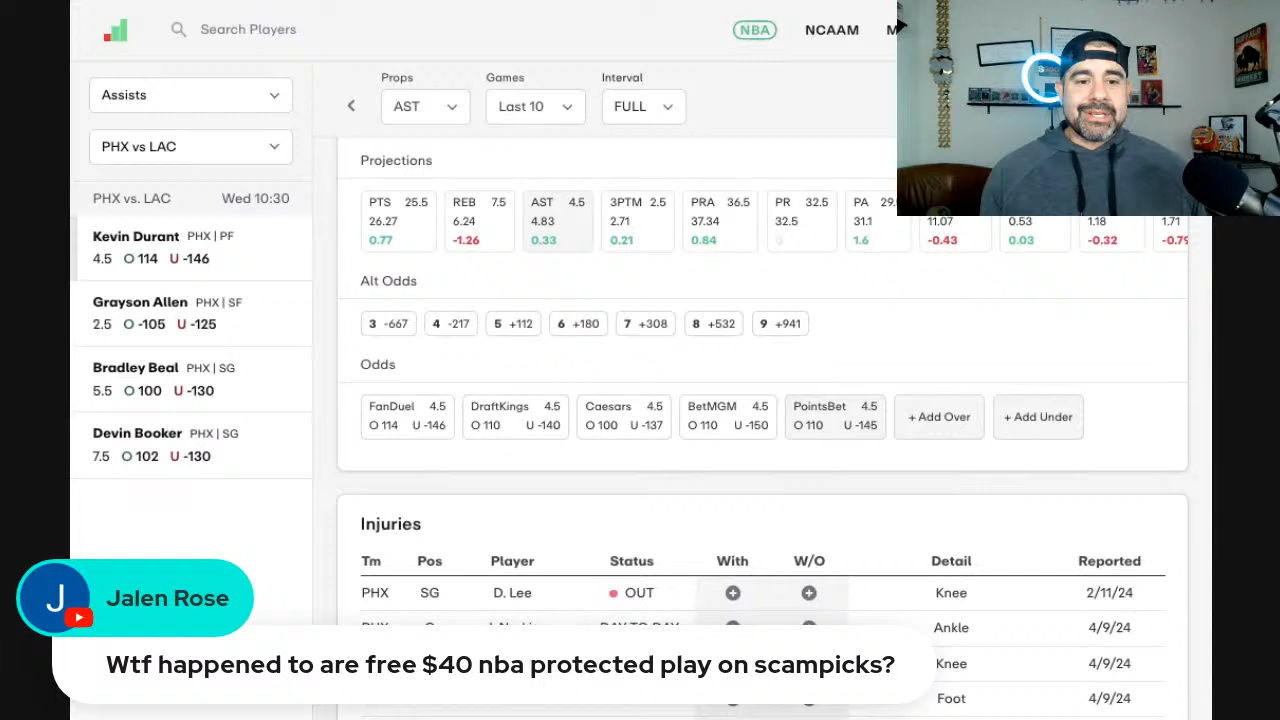 Search Players
NBA NCAAM
Assists
PHX vs LAC
PHX vs. LAC Wed 10:30
Kevin Durant PHX | PF
4.5 O 114 U -146
Grayson Allen PHX | SF
2.5 O -105 U -125
Bradley Beal PHX | SG
5.5 O 100 U -130
Devin Booker PHX | SG
7.5 O 102 U -130
Props Games Interval
AST Last 10 FULL
Projections
PTS 25.5 REB 7.5 AST 4.5 3PTM 2.5 PRA 36.5 PR 32.5 PA 29.5
26.27 6.24 4.83 2.71 37.34 32.5 31.1 11.07 0.53 1.18 1.71
0.77 -1.26 0.33 0.21 0.84 0 1.6 -0.43 0.03 -0.32 -0.79
Alt Odds
3 -667 4 -217 5 +112 6 +180 7 +308 8 +532 9 +941
Odds
FanDuel 4.5 DraftKings 4.5 Caesars 4.5 BetMGM 4.5 PointsBet 4.5
O 114 U -146 O 110 U -140 O 100 U -137 O 110 U -150 O 110 U -145
+ Add Over + Add Under
Injuries
Tm Pos Player Status With W/O Detail Reported
PHX SG D. Lee OUT Knee 2/11/24
Ankle 4/9/24
Knee 4/9/24
Foot 4/9/24
J Jalen Rose
Wtf happened to are free $40 nba protected play on scampicks?